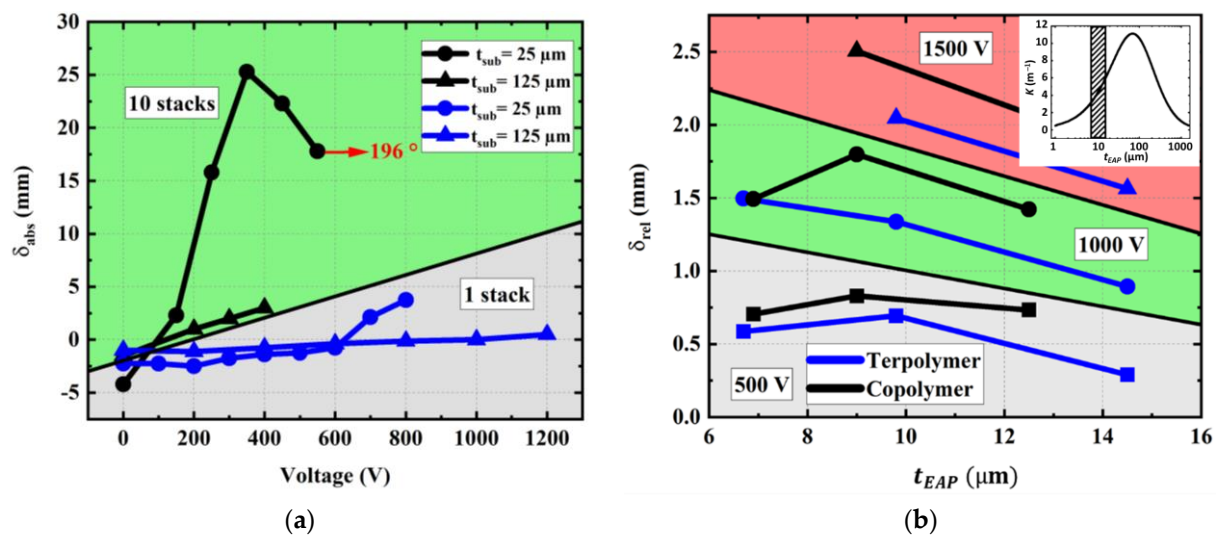 30
25
20
15
10
5
0
-5
δabs (mm)
0 200 400 600 800 1000 1200
Voltage (V)
10 stacks
1 stack
196 °
tsub= 25 µm
tsub= 125 µm
tsub= 25 µm
tsub= 125 µm
(a)
2.5
2.0
1.5
1.0
0.5
0.0
δrel (mm)
6 8 10 12 14 16
tEAP (µm)
1500 V
1000 V
500 V
Terpolymer
Copolymer
12
10
8
6
4
2
0
K (m⁻¹)
1 10 100 1000
tEAP (µm)
(b)